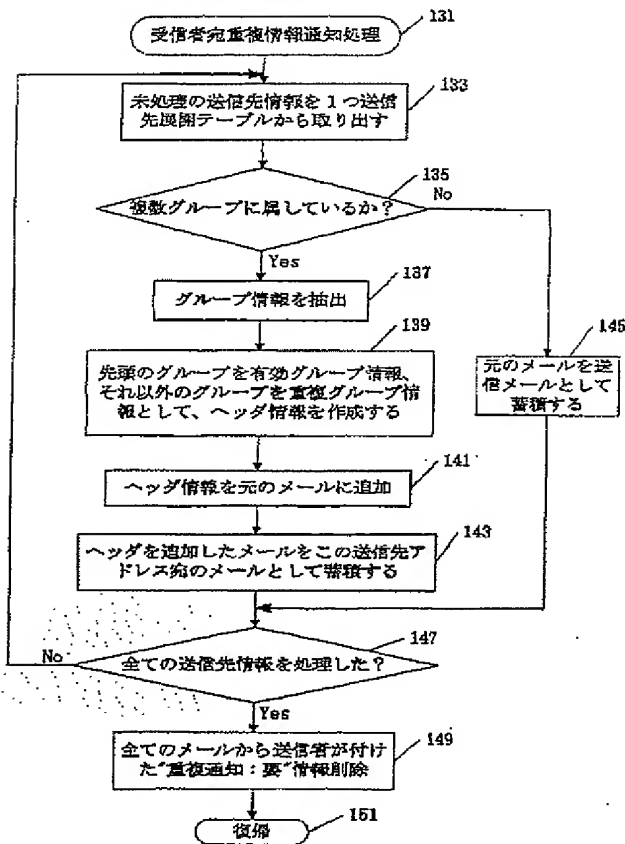 受信者宛重複情報通知処理
131
未処理の送信先情報を1つ送信
先展開テーブルから取り出す
133
複数グループに属しているか?
135
No
Yes
グループ情報を抽出
137
先頭のグループを有効グループ情報、
それ以外のグループを重複グループ情
報として、ヘッダ情報を作成する
139
元のメールを送
信メールとして
蓄積する
145
ヘッダ情報を元のメールに追加
141
ヘッダを追加したメールをこの送信先ア
ドレス宛のメールとして蓄積する
143
全ての送信先情報を処理した?
147
No
Yes
全てのメールから送信者が付け
た"重複通知:要"情報削除
149
復帰
151